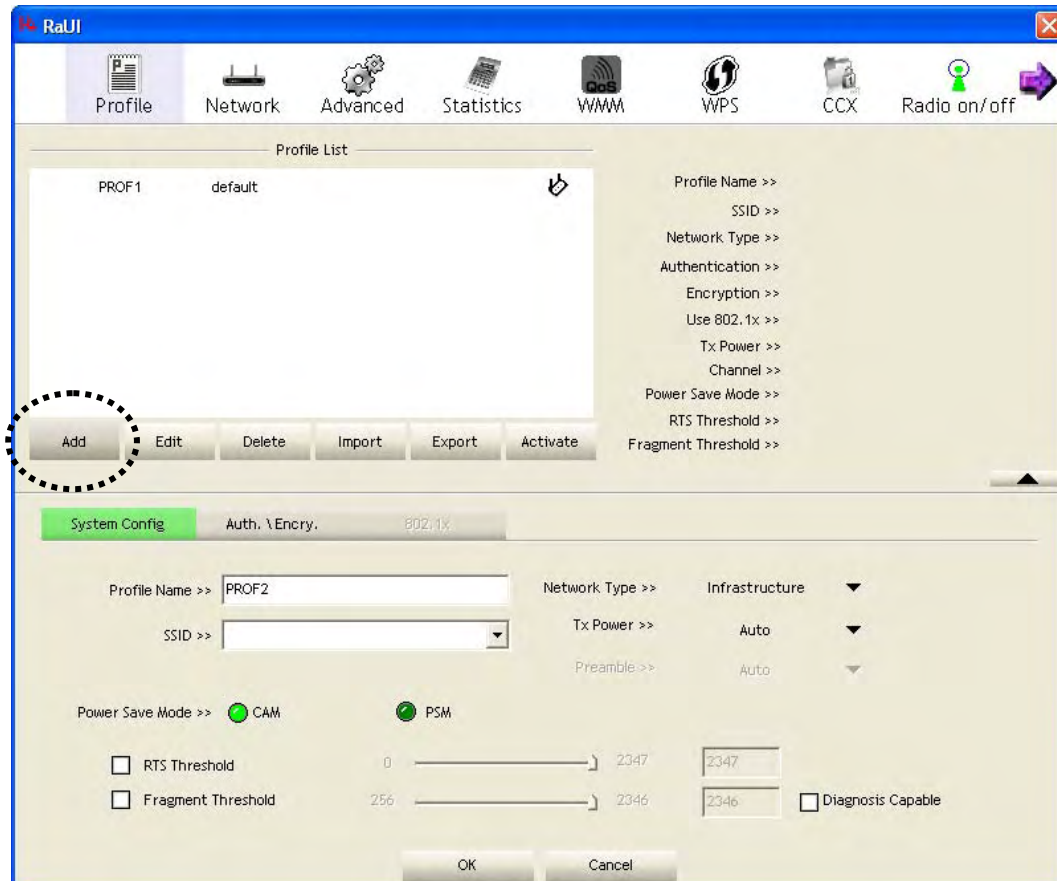 RaUI
Profile Network Advanced Statistics QoS WMM WPS CCX Radio on/off
Profile List
PROF1 default
Profile Name >>
SSID >>
Network Type >>
Authentication >>
Encryption >>
Use 802.1x >>
Tx Power >>
Channel >>
Power Save Mode >>
RTS Threshold >>
Fragment Threshold >>
Add Edit Delete Import Export Activate
System Config Auth. \ Encry. 802.1x
Profile Name >> PROF2 Network Type >> Infrastructure
SSID >> Tx Power >> Auto
Preamble >> Auto
Power Save Mode >> CAM PSM
RTS Threshold 0 2347 2347
Fragment Threshold 256 2346 2346 Diagnosis Capable
OK Cancel